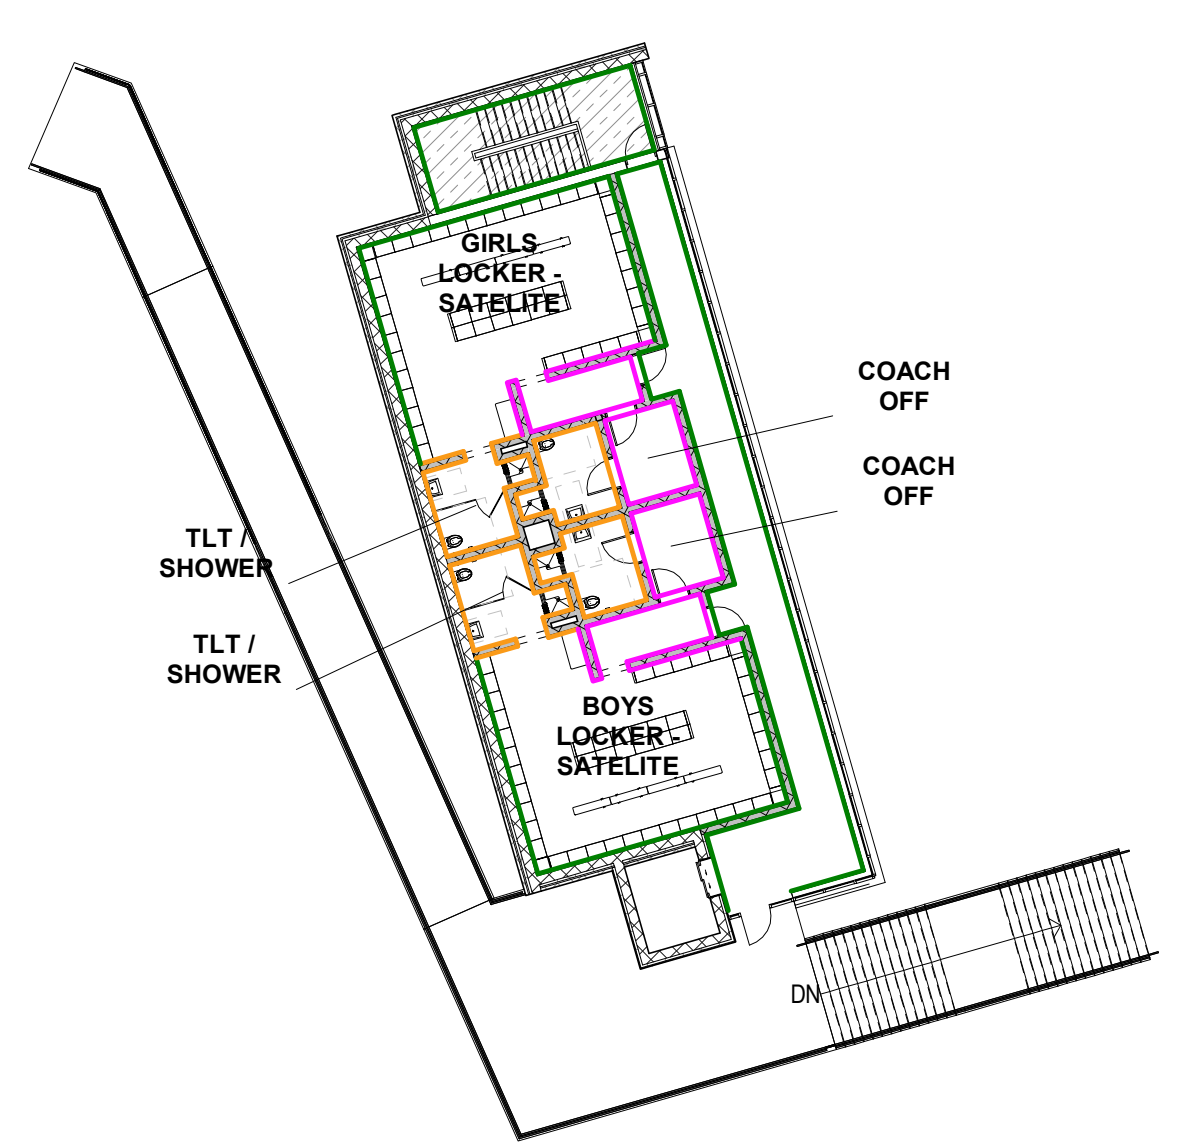 GIRLS
LOCKER -
SATELITE
COACH
OFF
COACH
OFF
TLT /
SHOWER
TLT /
SHOWER
BOYS
LOCKER -
SATELITE
DN